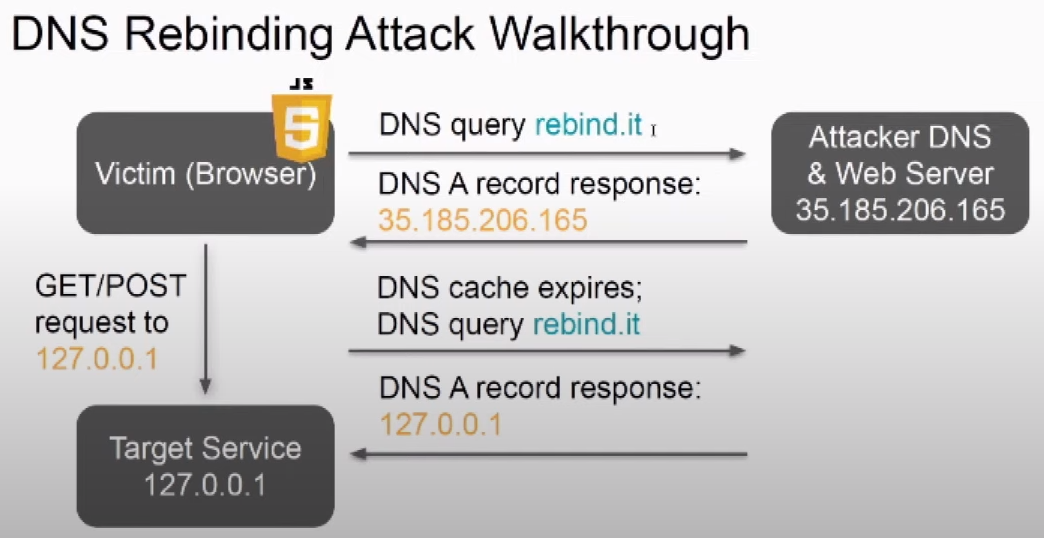 DNS Rebinding Attack Walkthrough
JS
5
Victim (Browser)
DNS query rebind.it
DNS A record response:
35.185.206.165
Attacker DNS
& Web Server
35.185.206.165
GET/POST
request to
127.0.0.1
DNS cache expires;
DNS query rebind.it
DNS A record response:
127.0.0.1
Target Service
127.0.0.1